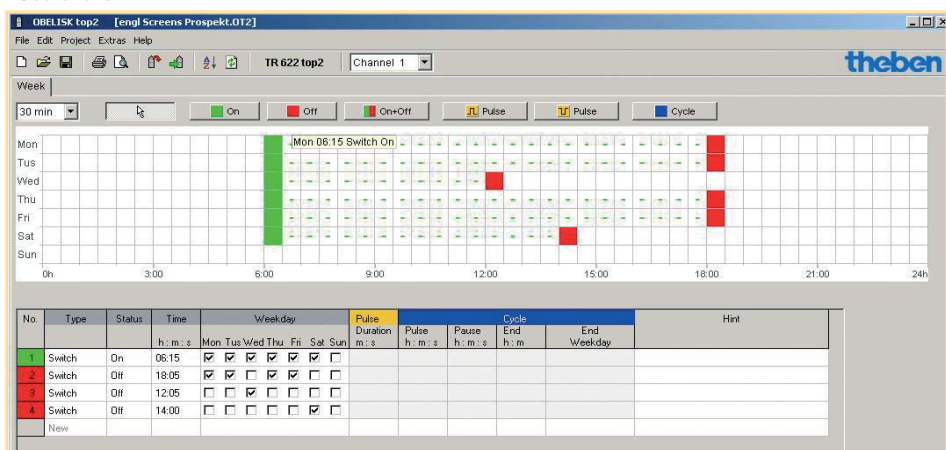 OBELISK top2 [engl Screens Prospekt.OT2]
File Edit Project Extras Help
TR 622 top2 Channel 1
theben
Week
30 min On Off On+Off Pulse Pulse Cycle
Mon Mon 06:15 Switch On
Tus
Wed
Thu
Fri
Sat
Sun
0h 3:00 6:00 9:00 12:00 15:00 18:00 21:00 24h
No. Type Status Time Weekday Pulse Cycle Hint
Duration Pulse Pause End End
h : m : s Mon Tus Wed Thu Fri Sat Sun m : s h : m : s h : m : s h : m Weekday
1 Switch On 06:15
2 Switch Off 18:05
3 Switch Off 12:05
4 Switch Off 14:00
New